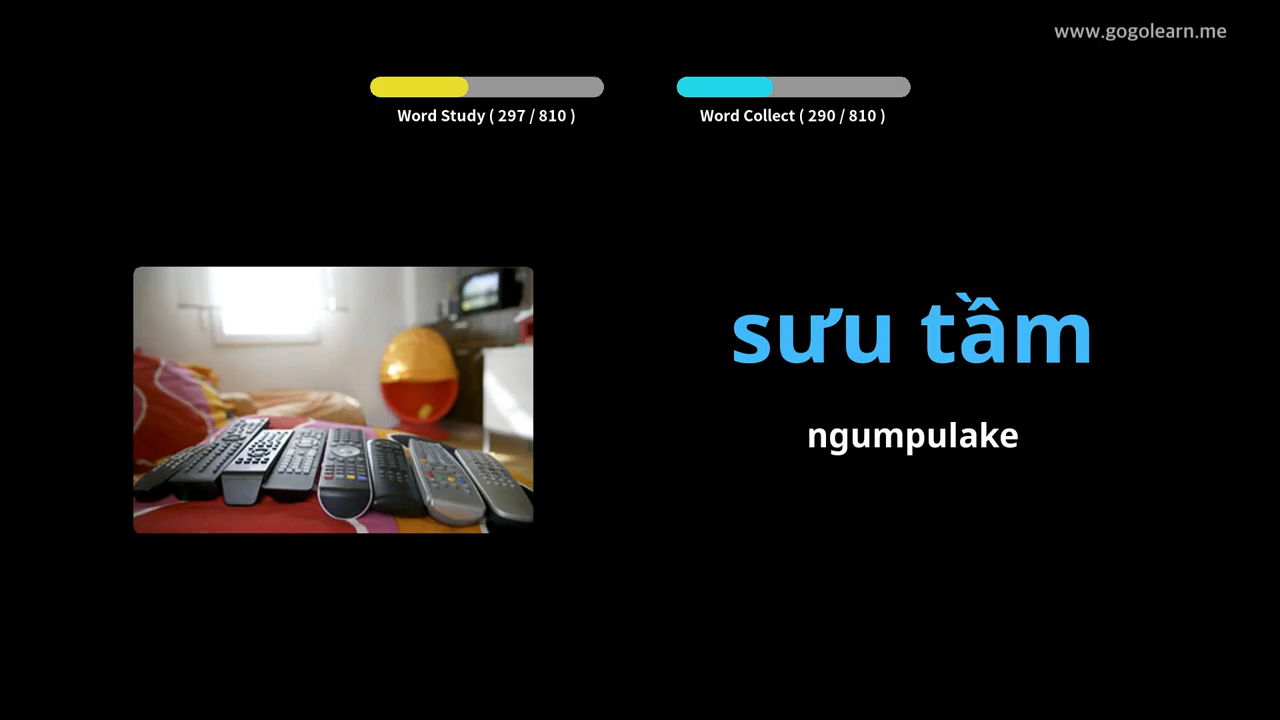 www.gogolearn.me
Word Study ( 297 / 810 )
Word Collect ( 290 / 810 )
sưu tầm
ngumpulake